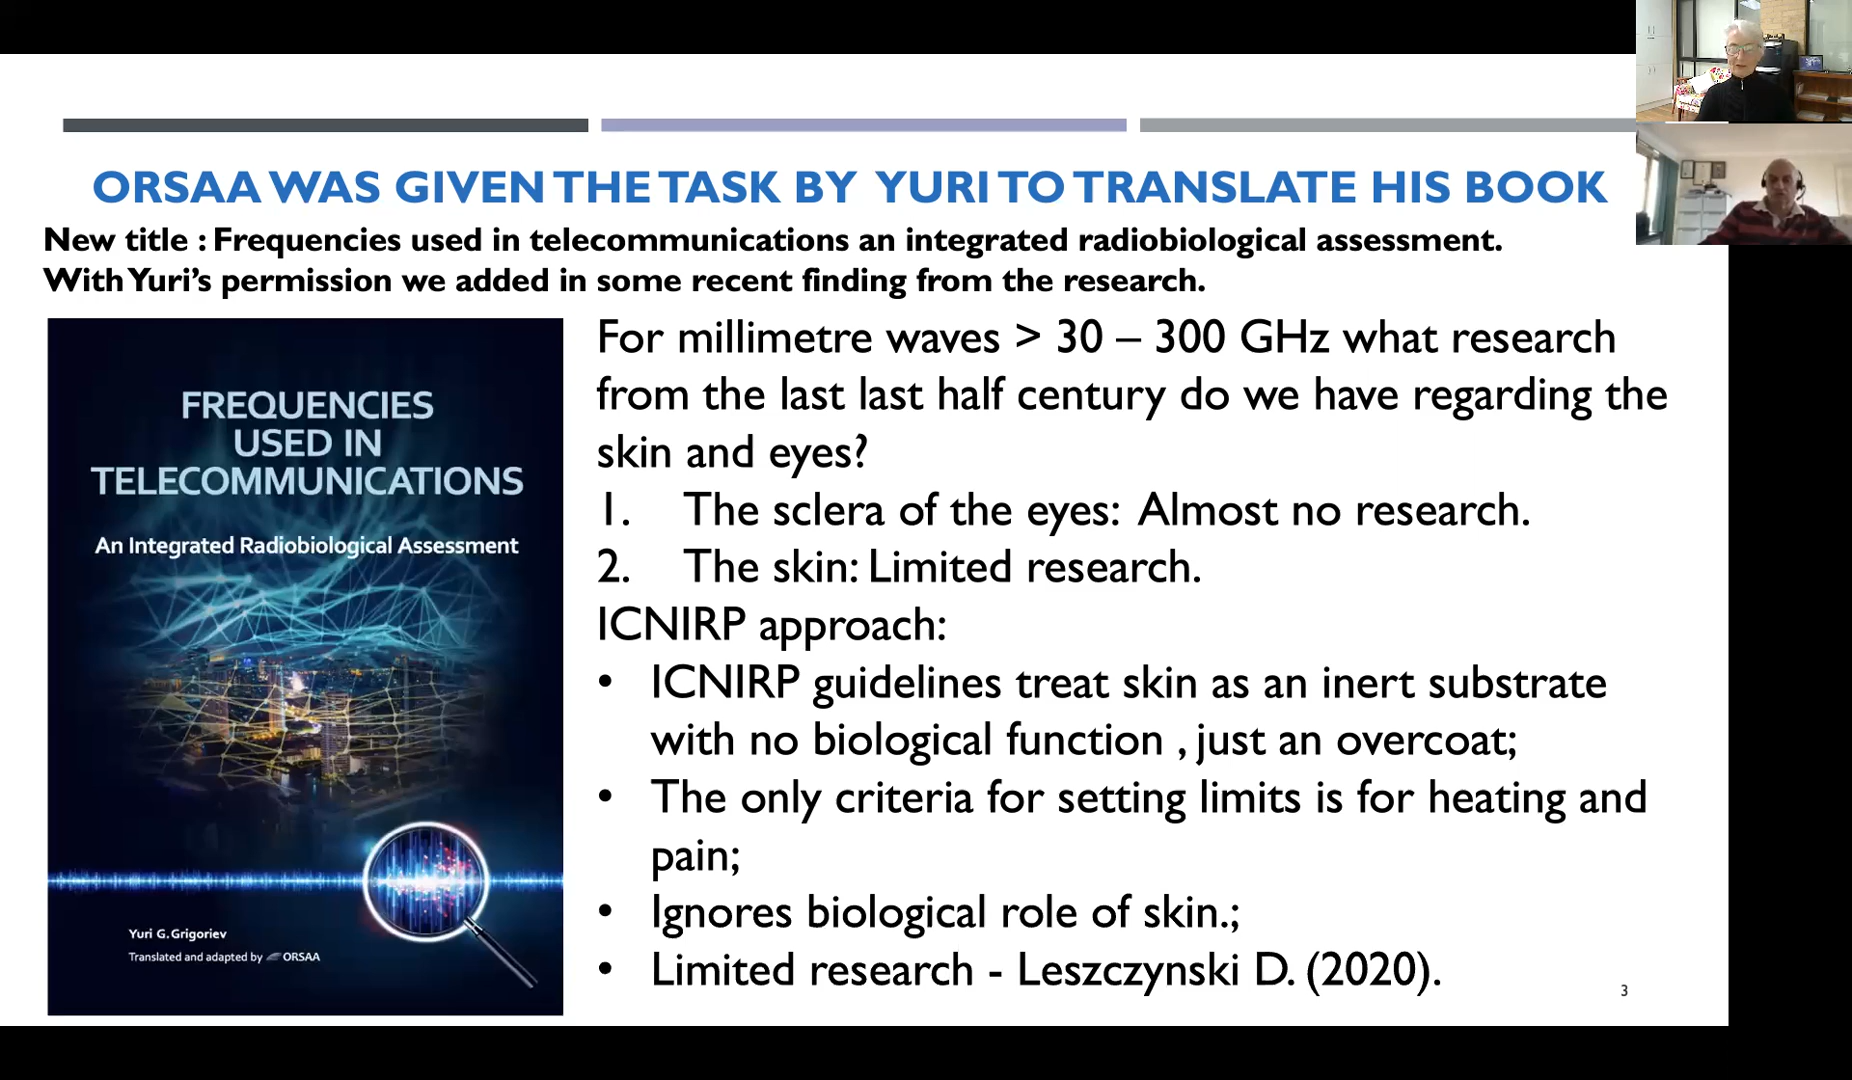 ORSAA WAS GIVEN THE TASK BY YURI TO TRANSLATE HIS BOOK
New title : Frequencies used in telecommunications an integrated radiobiological assessment.
With Yuri's permission we added in some recent finding from the research.
FREQUENCIES
USED IN
TELECOMMUNICATIONS
An Integrated Radiobiological Assessment
Yuri G. Grigoriev
Translated and adapted by ORSAA
For millimetre waves > 30 – 300 GHz what research
from the last last half century do we have regarding the
skin and eyes?
1. The sclera of the eyes: Almost no research.
2. The skin: Limited research.
ICNIRP approach:
• ICNIRP guidelines treat skin as an inert substrate
with no biological function , just an overcoat;
• The only criteria for setting limits is for heating and
pain;
• Ignores biological role of skin.;
• Limited research - Leszczynski D. (2020).
3